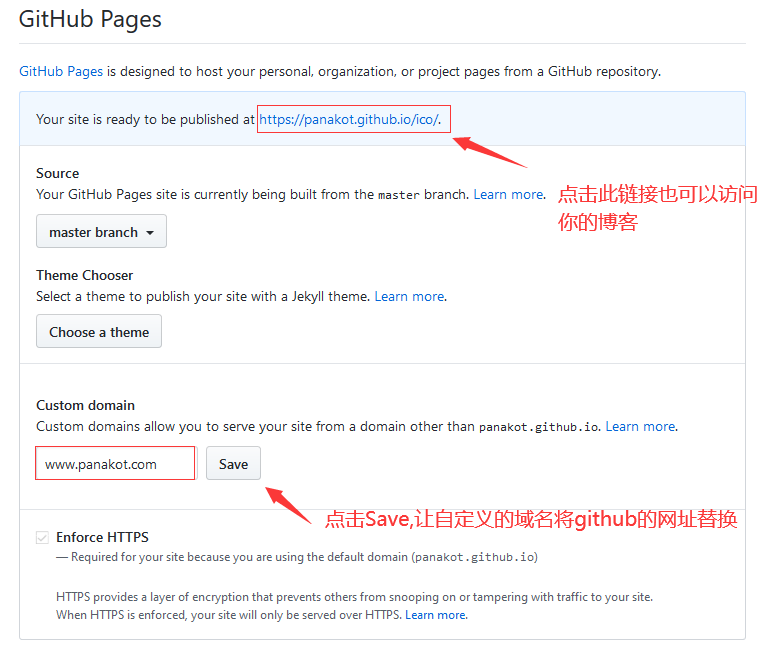 GitHub Pages
GitHub Pages is designed to host your personal, organization, or project pages from a GitHub repository.
Your site is ready to be published at https://panakot.github.io/ico/.
Source
Your GitHub Pages site is currently being built from the master branch. Learn more.
点击此链接也可以访问
你的博客
master branch
Theme Chooser
Select a theme to publish your site with a Jekyll theme. Learn more.
Choose a theme
Custom domain
Custom domains allow you to serve your site from a domain other than panakot.github.io. Learn more.
www.panakot.com
Save
点击Save,让自定义的域名将github的网址替换
Enforce HTTPS
— Required for your site because you are using the default domain (panakot.github.io)
HTTPS provides a layer of encryption that prevents others from snooping on or tampering with traffic to your site.
When HTTPS is enforced, your site will only be served over HTTPS. Learn more.